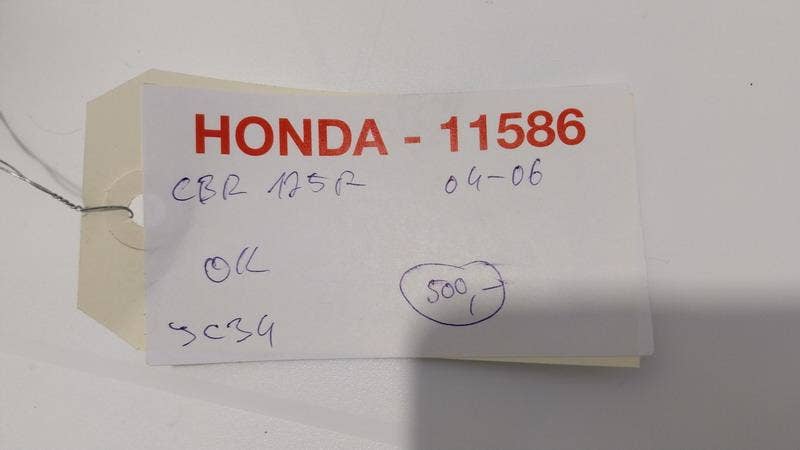 HONDA - 11586
CBR 125R 04-06
OK
500,-
JC34